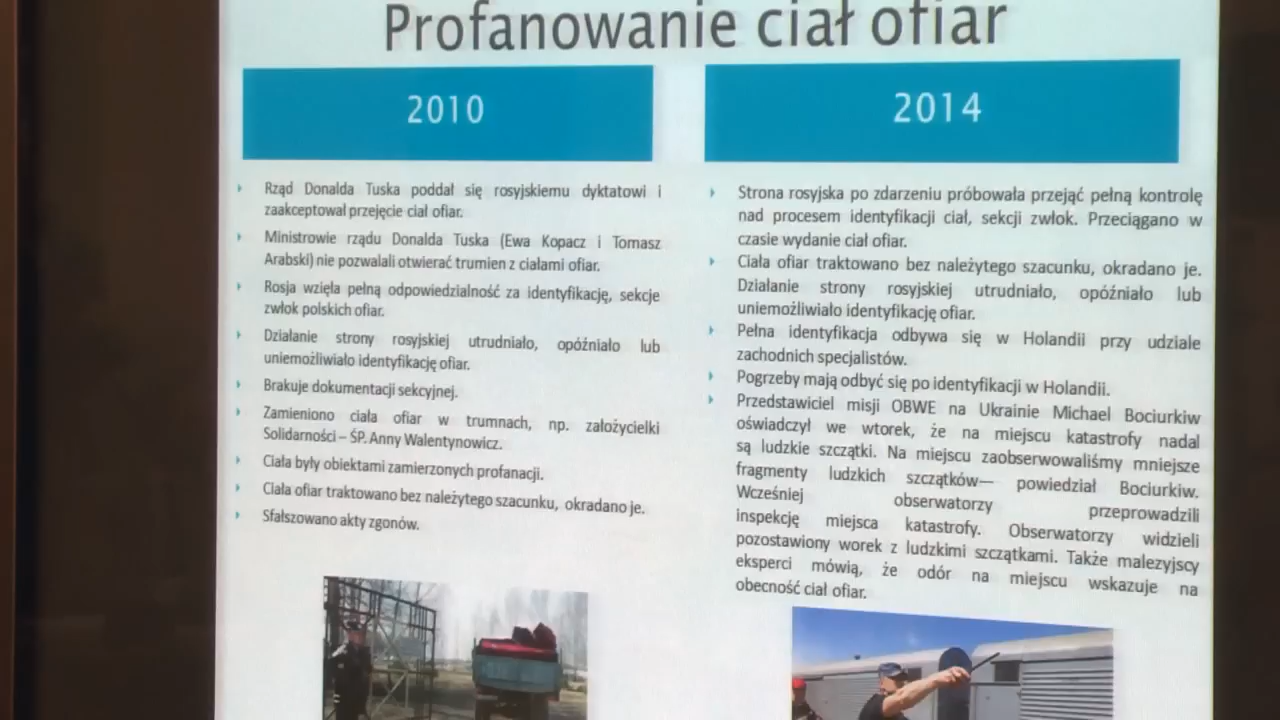 Profanowanie ciał ofiar
2010
Rząd Donalda Tuska poddał się rosyjskiemu dyktatowi i
zaakceptował przejęcie ciał ofiar.
Ministrowie rządu Donalda Tuska (Ewa Kopacz i Tomasz
Arabski) nie pozwalali otwierać trumien z ciałami ofiar.
Rosja wzięła pełną odpowiedzialność za identyfikację, sekcje
zwłok polskich ofiar.
Działanie strony rosyjskiej utrudniało, opóźniało lub
uniemożliwiało identyfikację ofiar.
Brakuje dokumentacji sekcyjnej.
Zamieniono ciała ofiar w trumnach, np. założycielki
Solidarności – ŚP. Anny Walentynowicz.
Ciała były obiektami zamierzonych profanacji.
Ciała ofiar traktowano bez należytego szacunku, okradano je.
Sfałszowano akty zgonów.
2014
Strona rosyjska po zdarzeniu próbowała przejąć pełną kontrolę
nad procesem identyfikacji ciał, sekcji zwłok. Przeciągano w
czasie wydanie ciał ofiar.
Ciała ofiar traktowano bez należytego szacunku, okradano je.
Działanie strony rosyjskiej utrudniało, opóźniało lub
uniemożliwiało identyfikację ofiar.
Pełna identyfikacja odbywa się w Holandii przy udziale
zachodnich specjalistów.
Pogrzeby mają odbyć się po identyfikacji w Holandii.
Przedstawiciel misji OBWE na Ukrainie Michael Bociurkiw
oświadczył we wtorek, że na miejscu katastrofy nadal
są ludzkie szczątki. Na miejscu zaobserwowaliśmy mniejsze
fragmenty ludzkich szczątków— powiedział Bociurkiw.
Wcześniej obserwatorzy przeprowadzili
inspekcję miejsca katastrofy. Obserwatorzy widzieli
pozostawiony worek z ludzkimi szczątkami. Także malezyjscy
eksperci mówią, że odór na miejscu wskazuje na
obecność ciał ofiar.